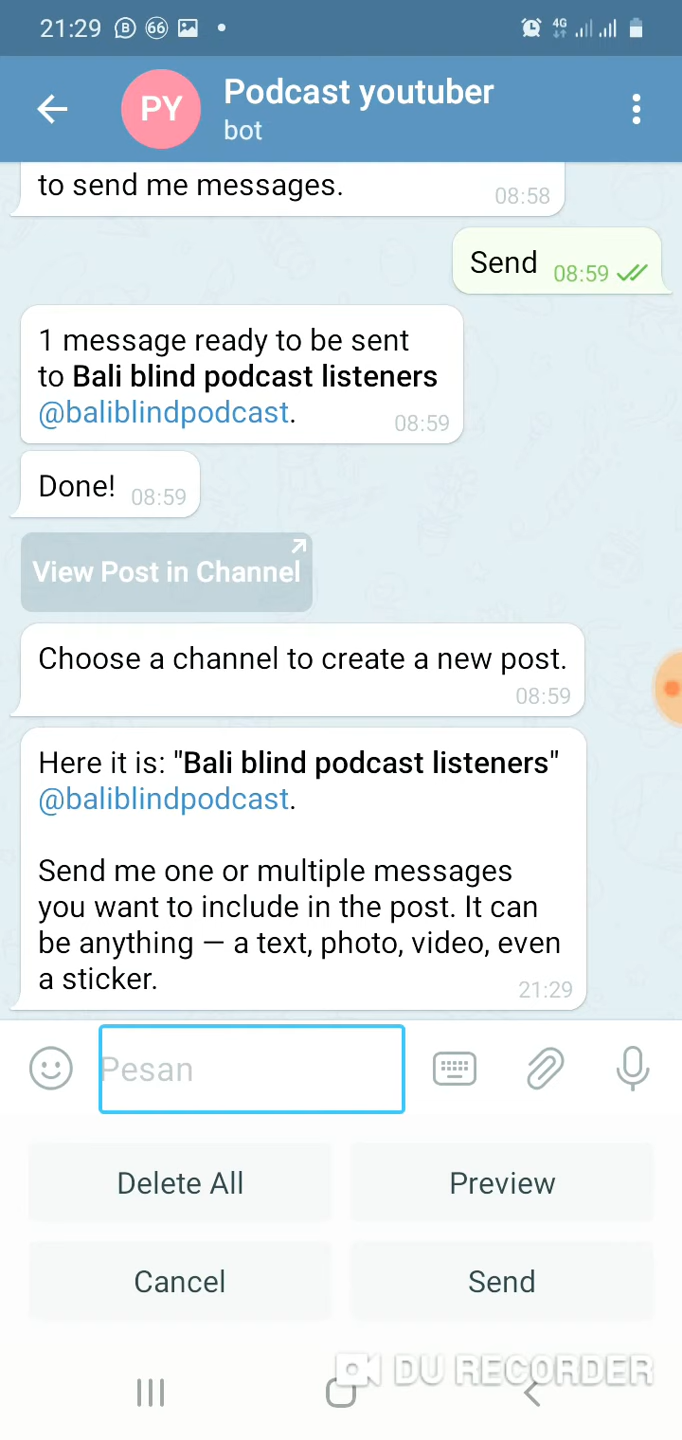 21:29
66
4G
PY
Podcast youtuber
bot
to send me messages.
08:58
Send
08:59
1 message ready to be sent
to Bali blind podcast listeners
@baliblindpodcast.
08:59
Done!
08:59
View Post in Channel
Choose a channel to create a new post.
08:59
Here it is: "Bali blind podcast listeners"
@baliblindpodcast.
Send me one or multiple messages
you want to include in the post. It can
be anything — a text, photo, video, even
a sticker.
21:29
Pesan
Delete All
Preview
Cancel
Send
DU RECORDER